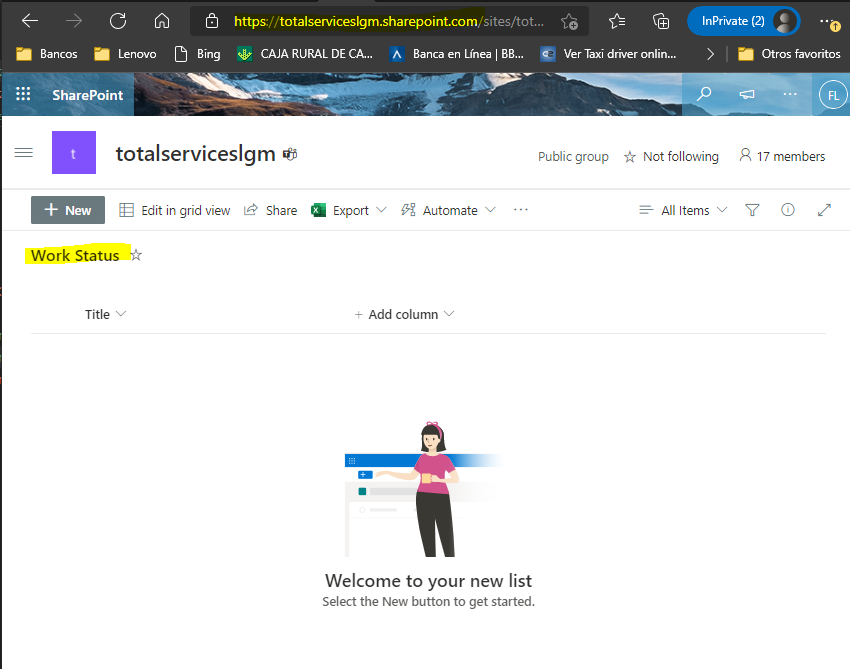 https://totalserviceslgm.sharepoint.com/sites/tot...
InPrivate (2)
Bancos
Lenovo
Bing
CAJA RURAL DE CA...
Banca en Línea | BB...
Ver Taxi driver onlin...
Otros favoritos
SharePoint
FL
t
totalserviceslgm
Public group
Not following
17 members
+ New
Edit in grid view
Share
Export
Automate
...
All Items
Work Status
Title
+ Add column
Welcome to your new list
Select the New button to get started.